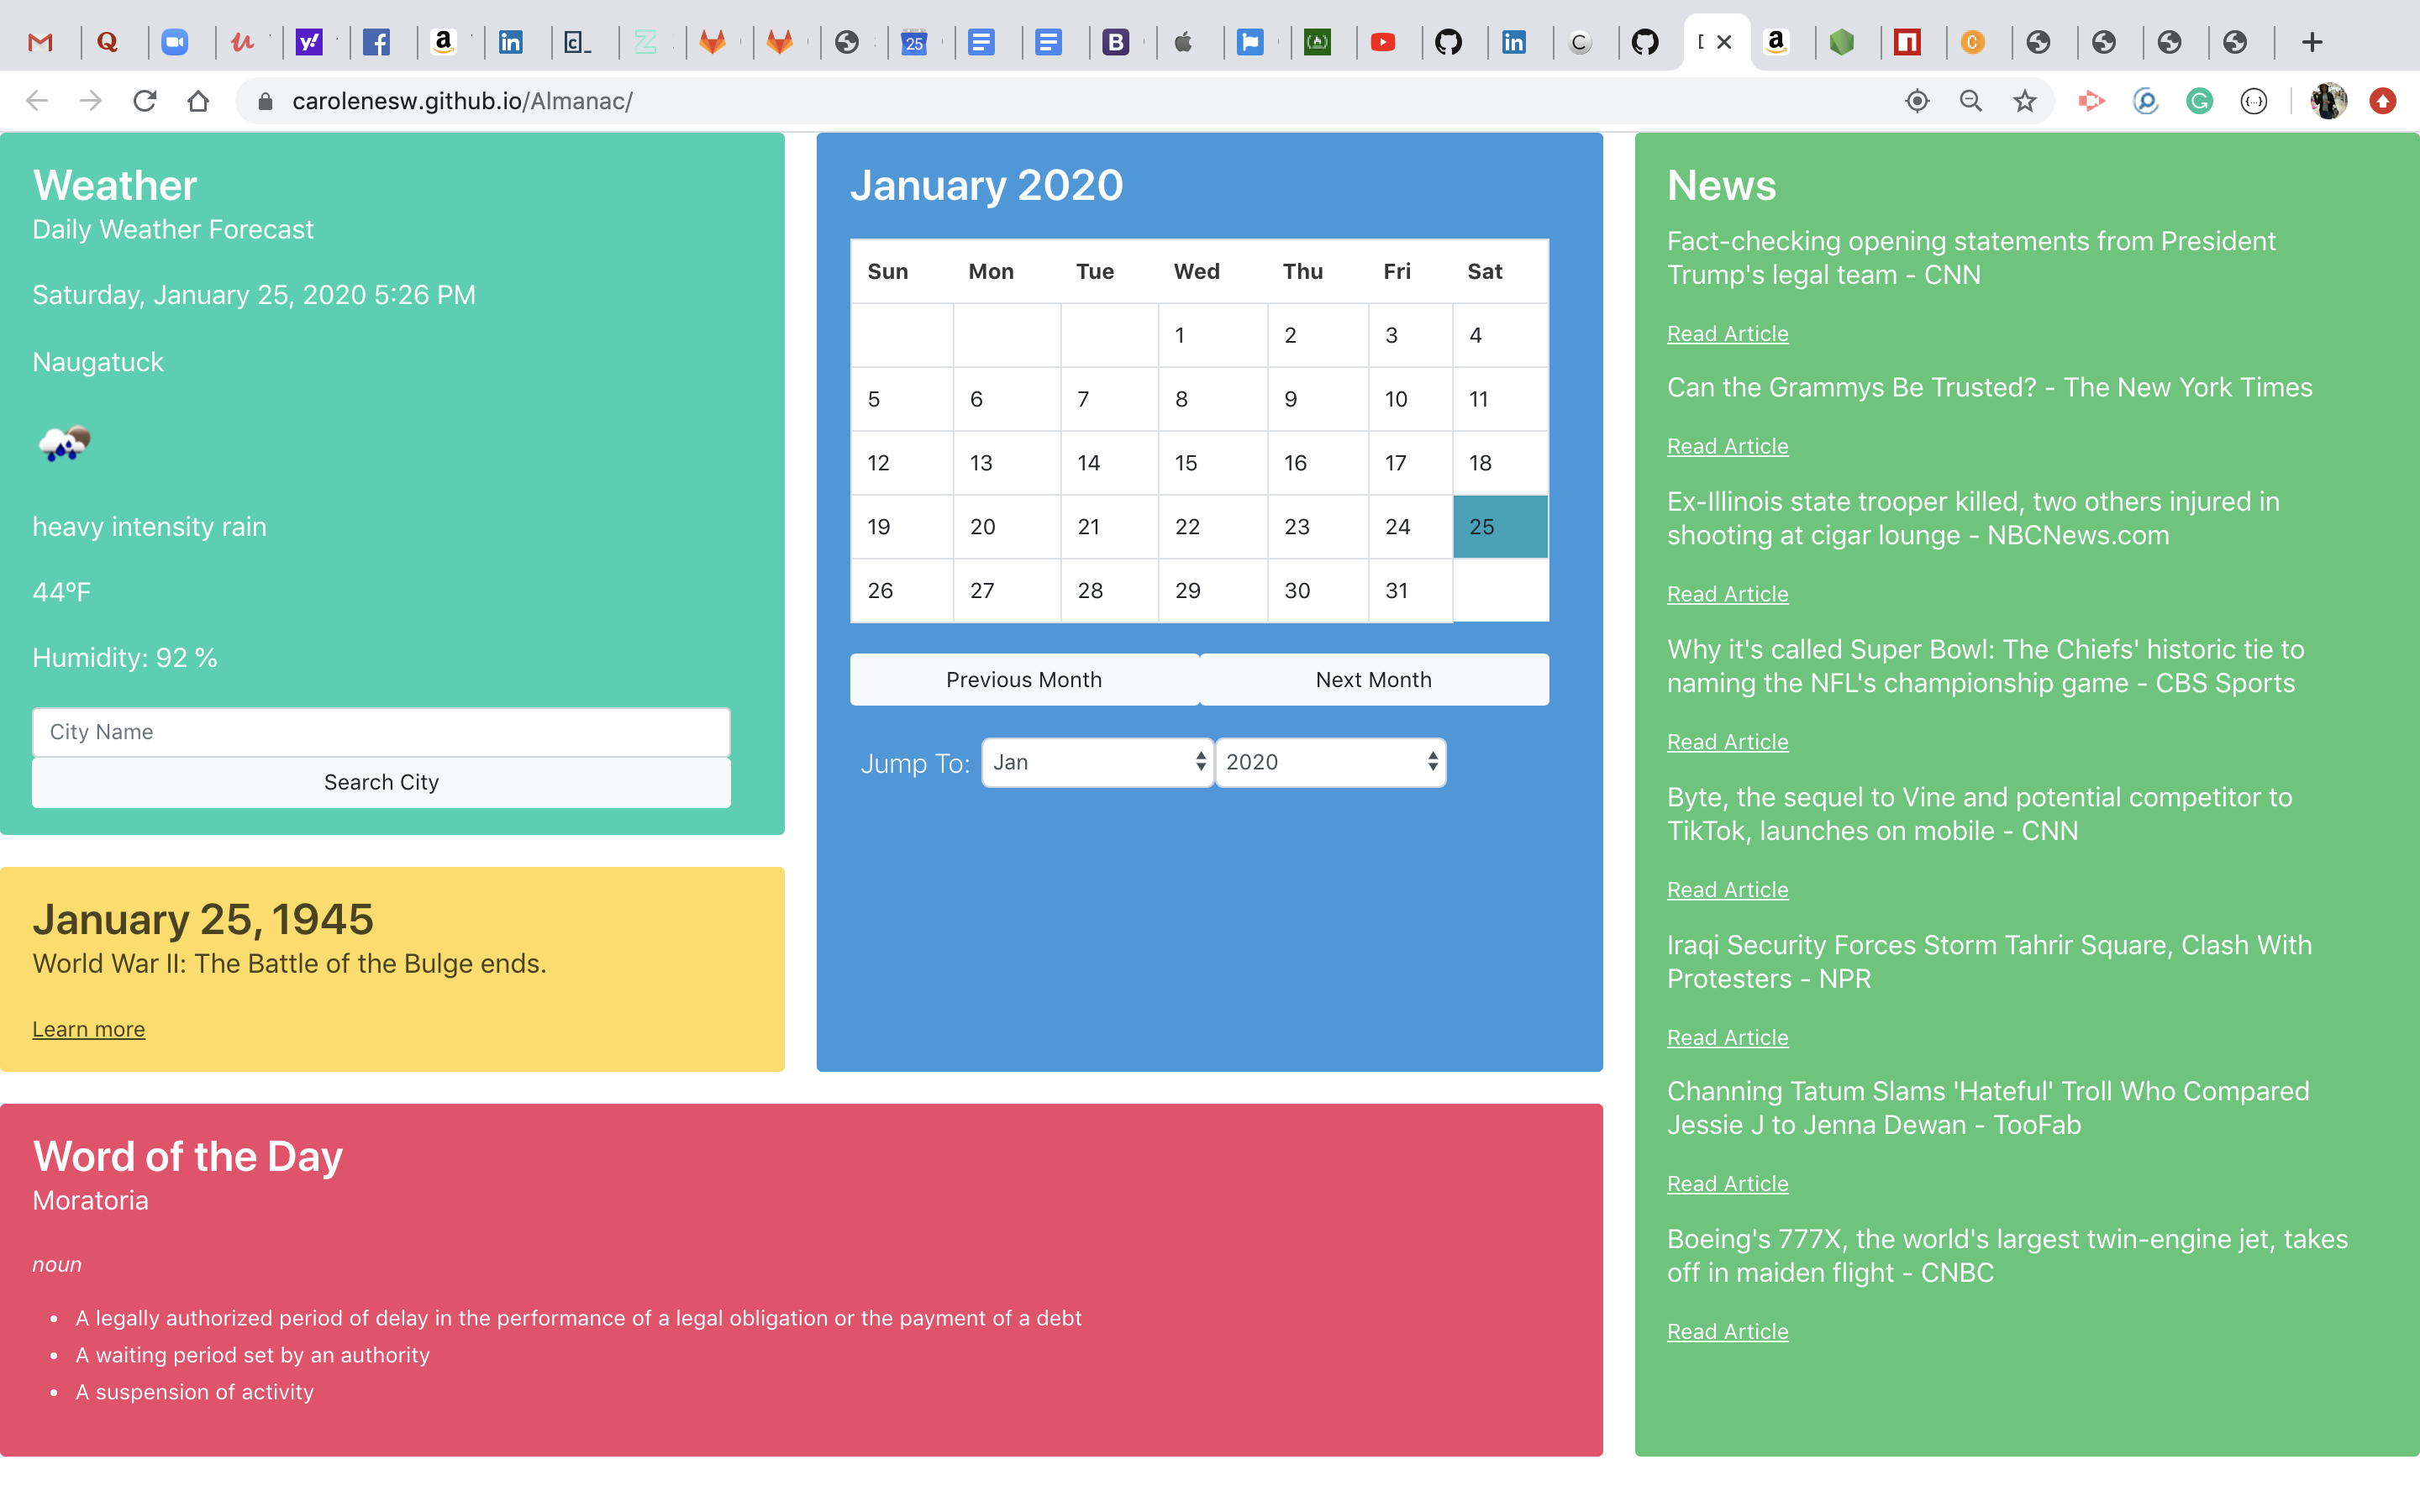 25
B
C
[
carolenesw.github.io/Almanac/
Weather
Daily Weather Forecast
Saturday, January 25, 2020 5:26 PM
Naugatuck
heavy intensity rain
44°F
Humidity: 92 %
City Name
Search City
January 25, 1945
World War II: The Battle of the Bulge ends.
Learn more
January 2020
Sun Mon Tue Wed Thu Fri Sat
1 2 3 4
5 6 7 8 9 10 11
12 13 14 15 16 17 18
19 20 21 22 23 24 25
26 27 28 29 30 31
Previous Month Next Month
Jump To: Jan 2020
Word of the Day
Moratoria
noun
• A legally authorized period of delay in the performance of a legal obligation or the payment of a debt
• A waiting period set by an authority
• A suspension of activity
News
Fact-checking opening statements from President
Trump's legal team - CNN
Read Article
Can the Grammys Be Trusted? - The New York Times
Read Article
Ex-Illinois state trooper killed, two others injured in
shooting at cigar lounge - NBCNews.com
Read Article
Why it's called Super Bowl: The Chiefs' historic tie to
naming the NFL's championship game - CBS Sports
Read Article
Byte, the sequel to Vine and potential competitor to
TikTok, launches on mobile - CNN
Read Article
Iraqi Security Forces Storm Tahrir Square, Clash With
Protesters - NPR
Read Article
Channing Tatum Slams 'Hateful' Troll Who Compared
Jessie J to Jenna Dewan - TooFab
Read Article
Boeing's 777X, the world's largest twin-engine jet, takes
off in maiden flight - CNBC
Read Article